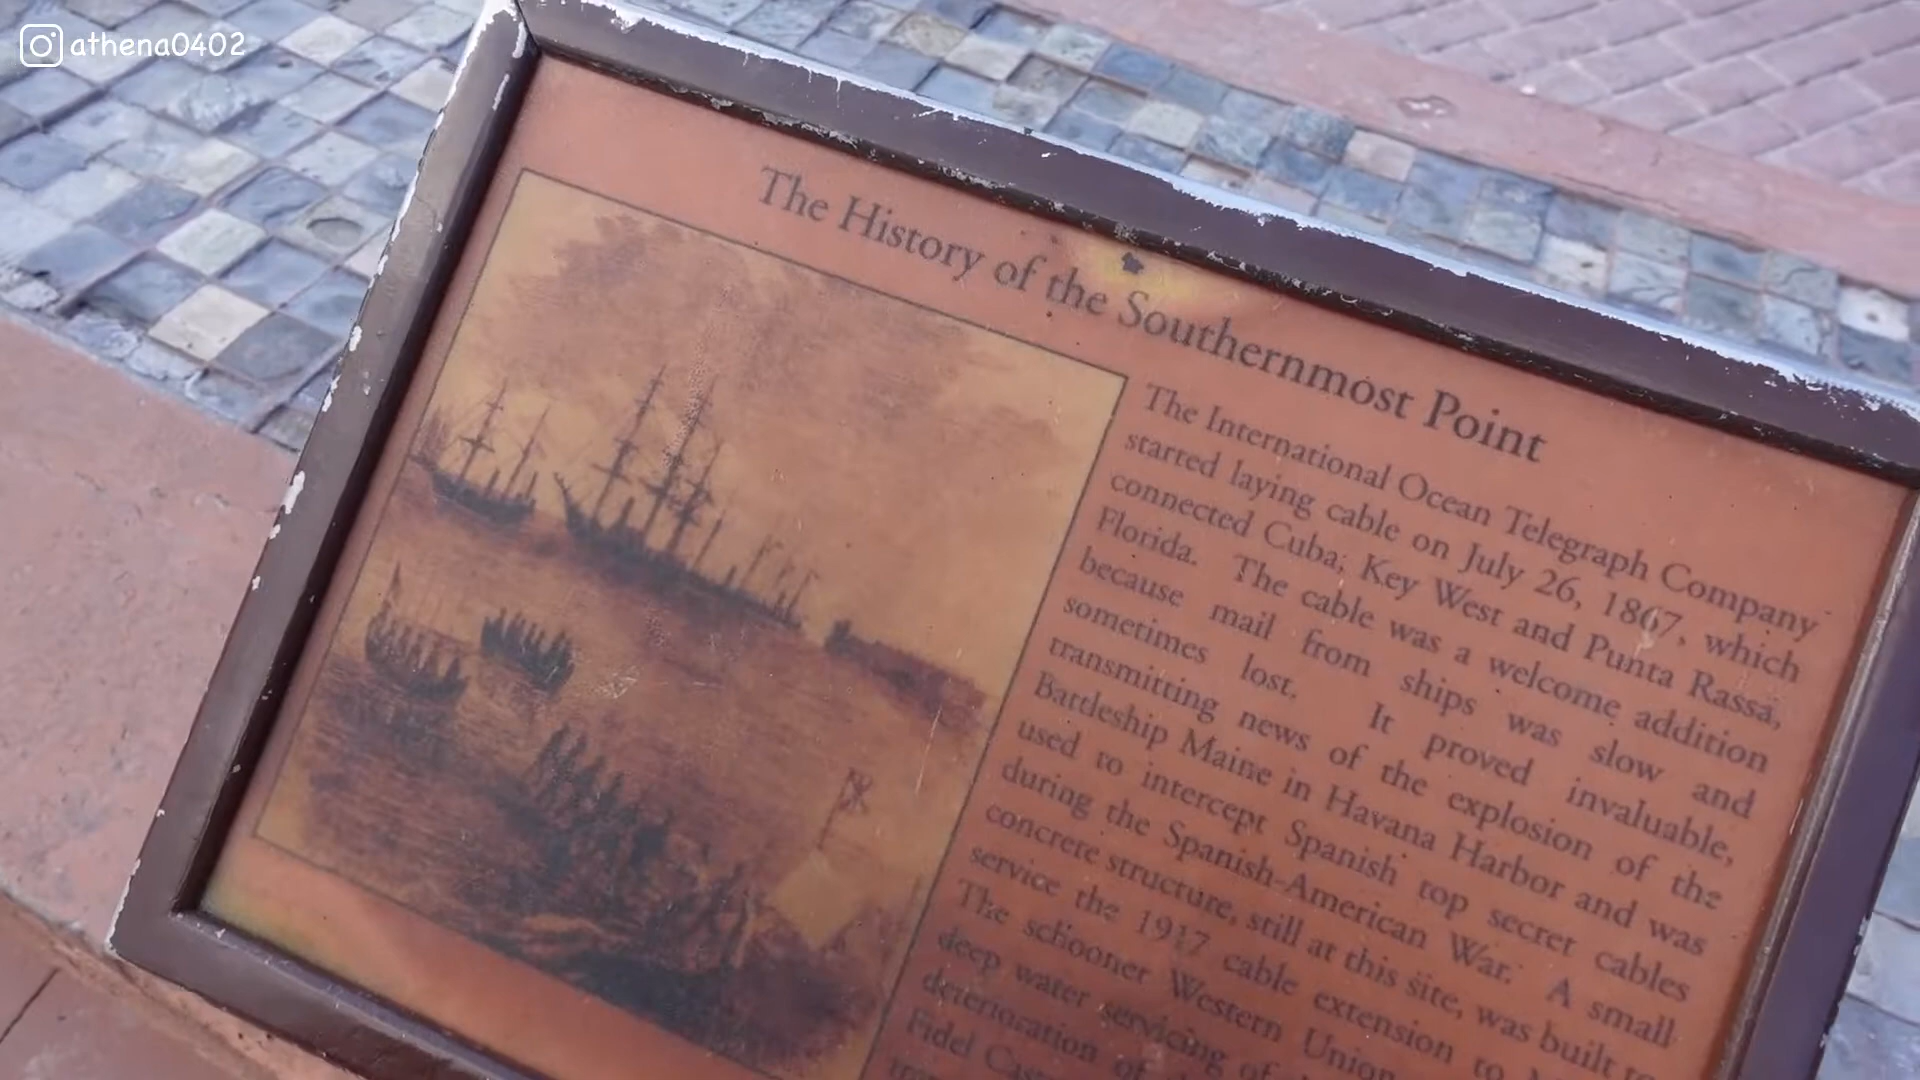 athena0402
The History of the Southernmost Point
The International Ocean Telegraph Company
started laying cable on July 26, 1867, which
connected Cuba, Key West and Punta Rassa,
Florida. The cable was a welcome addition
because mail from ships was slow and
sometimes lost. It proved invaluable,
transmitting news of the explosion of the
Battleship Maine in Havana Harbor and was
used to intercept Spanish top secret cables
during the Spanish-American War. A small
concrete structure, still at this site, was built to
service the 1917 cable extension to
The schooner Western Union
deep water servicing of
deterioration of
Fidel